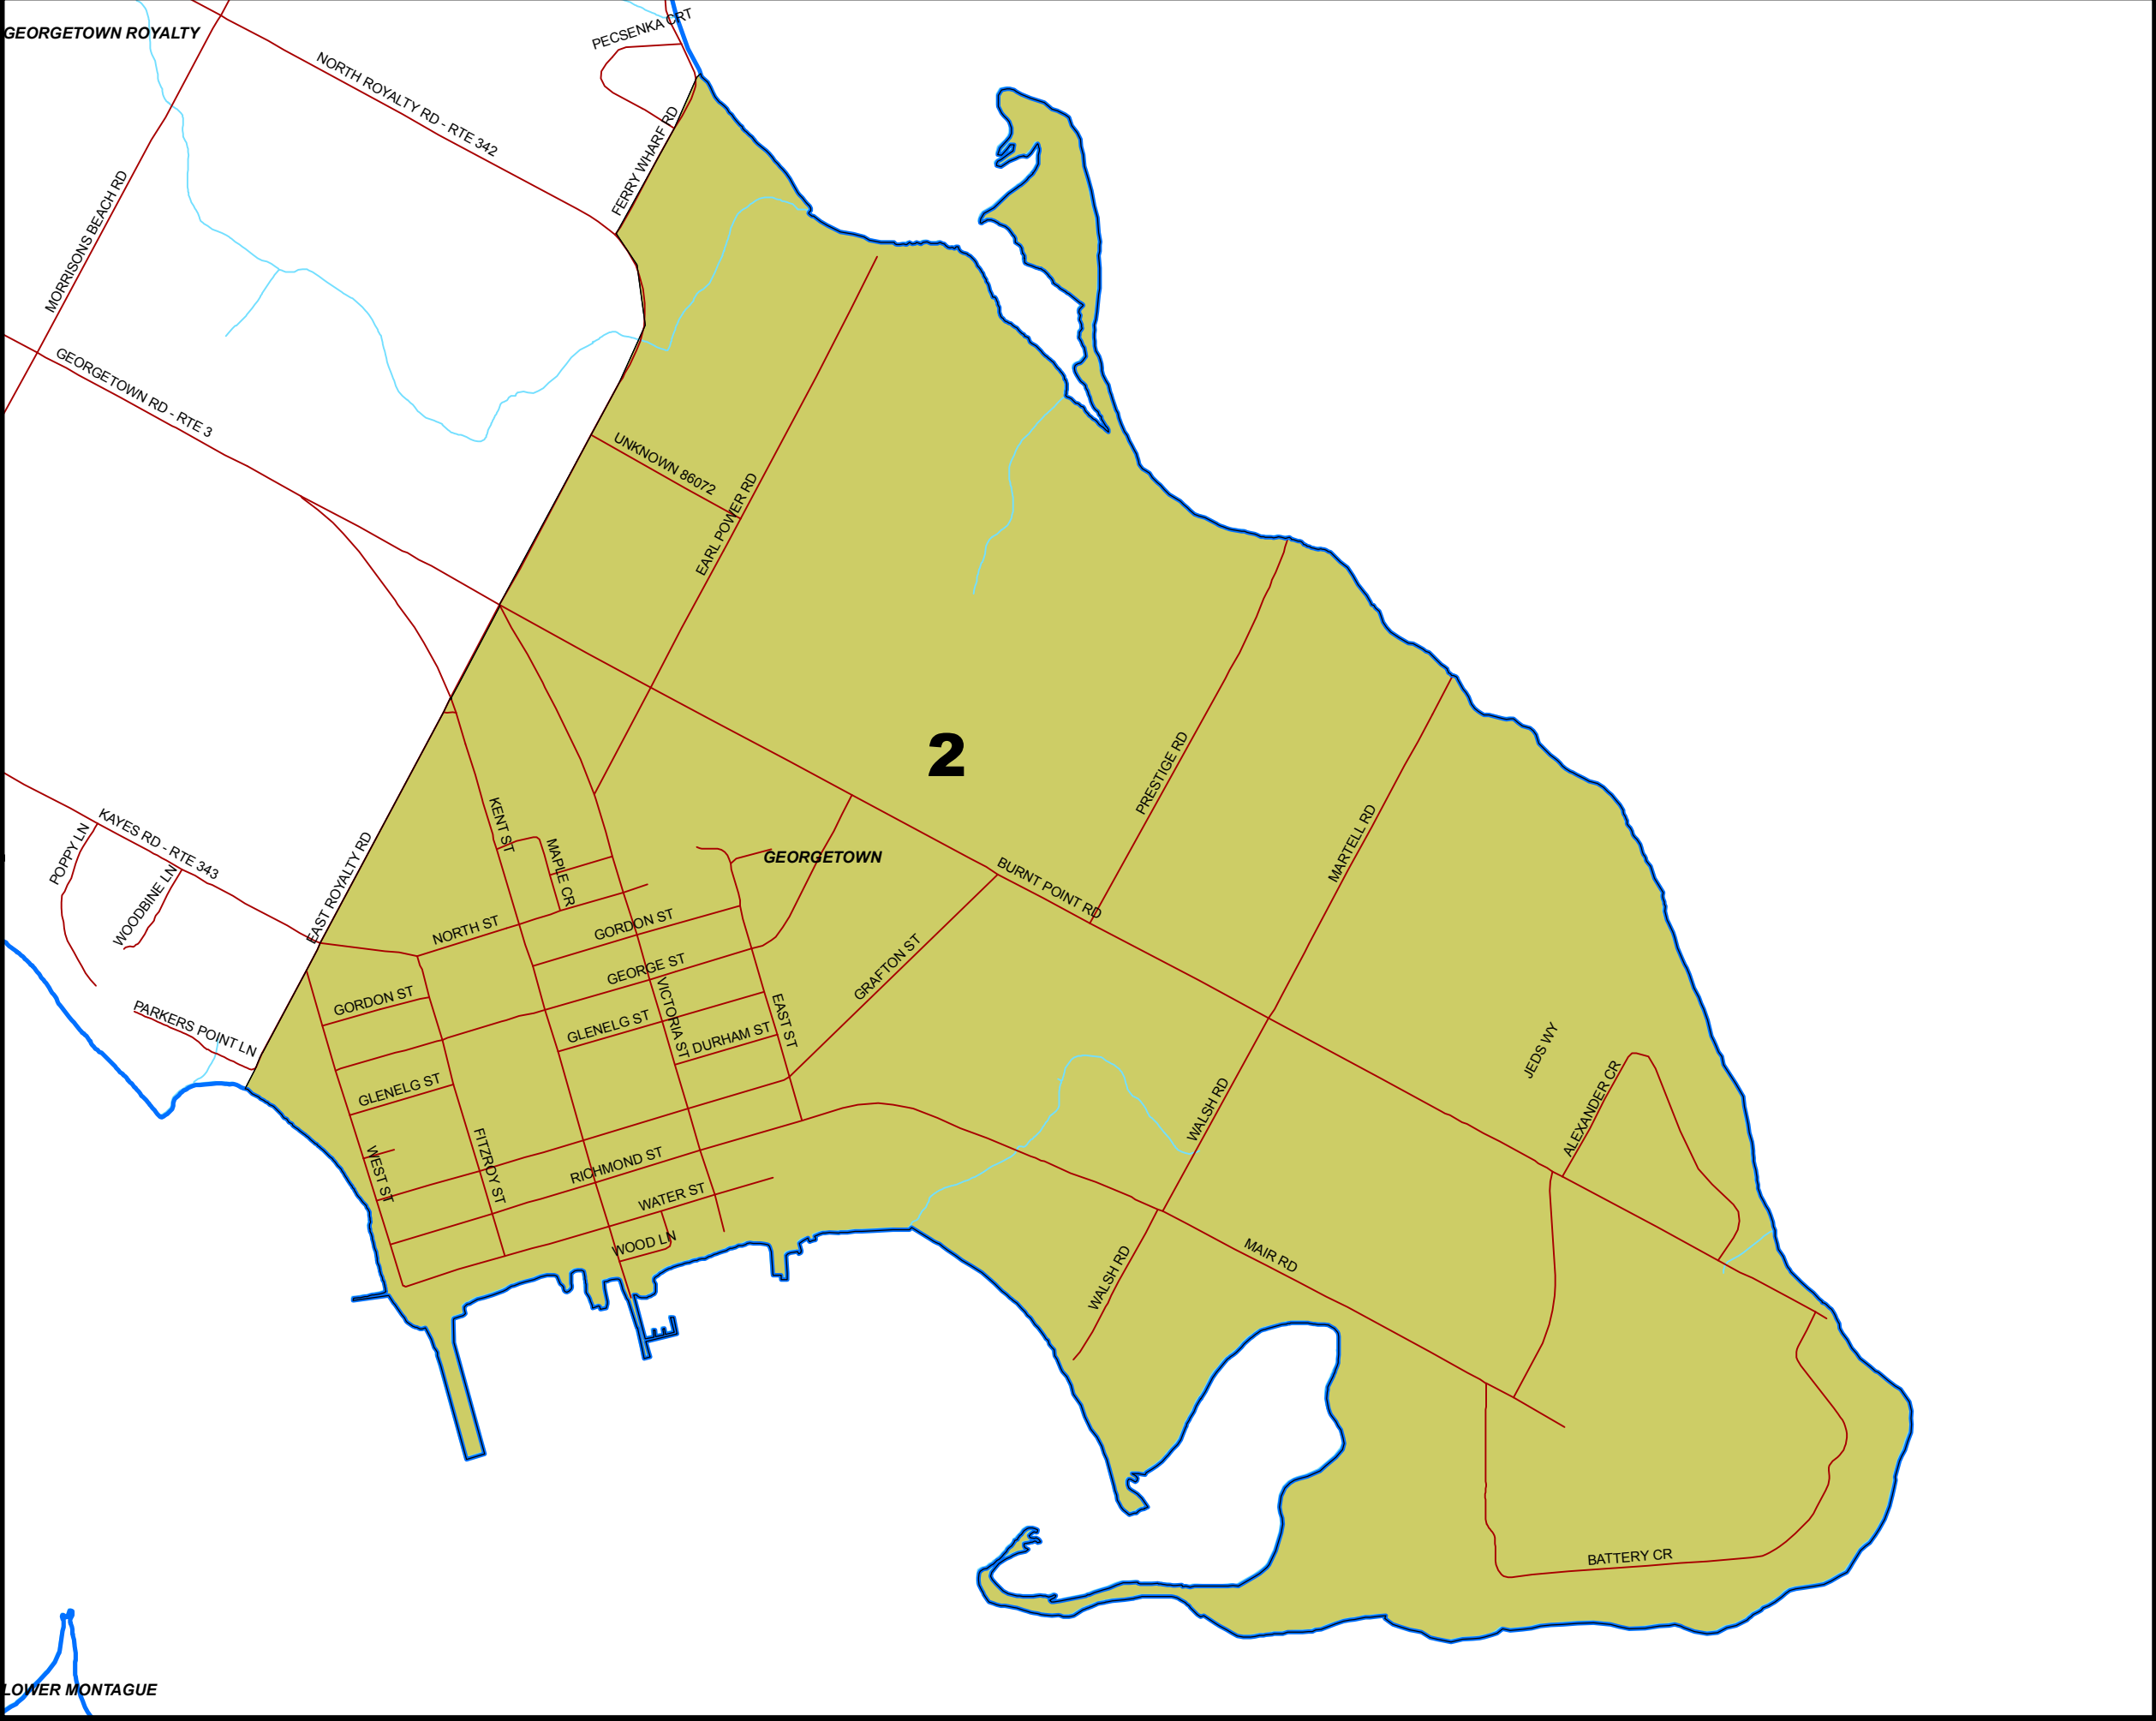 GEORGETOWN ROYALTY
PECSENKA CRT
NORTH ROYALTY RD - RTE 342
FERRY WHARF RD
MORRISONS BEACH RD
GEORGETOWN RD - RTE 3
UNKNOWN 86072
EARL POWER RD
2
PRESTIGE RD
KENT ST
MARTELL RD
KAYES RD - RTE 343
POPPY LN
WOODBINE LN
EAST ROYALTY RD
MAPLE CR
GEORGETOWN
BURNT POINT RD
NORTH ST
GORDON ST
GEORGE ST
GRAFTON ST
GORDON ST
VICTORIA ST
EAST ST
PARKERS POINT LN
GLENELG ST
DURHAM ST
JEDS WY
GLENELG ST
ALEXANDER CR
WALSH RD
WEST ST
FITZROY ST
RICHMOND ST
WATER ST
WOOD LN
MAIR RD
WALSH RD
BATTERY CR
LOWER MONTAGUE